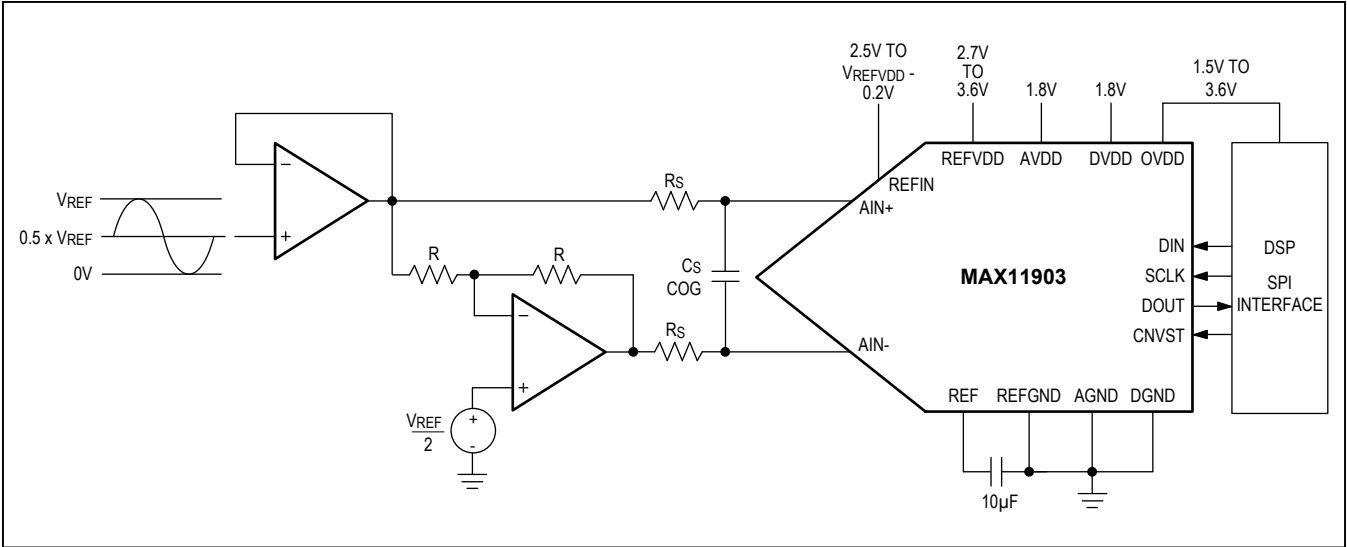 2.5V TO
VREFVDD -
0.2V
2.7V
TO
3.6V
1.8V
1.8V
1.5V TO
3.6V
REFVDD AVDD DVDD OVDD
REFIN
AIN+
VREF
0.5 x VREF
0V
-
+
RS
R
R
-
+
CS
COG
RS
VREF
2
+
-
AIN-
MAX11903
DIN
SCLK
DOUT
CNVST
DSP
SPI
INTERFACE
REF REFGND AGND DGND
10µF